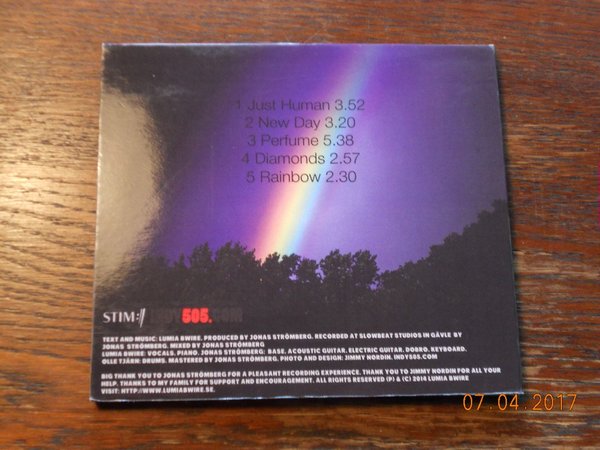 1 Just Human 3.52
2 New Day 3.20
3 Perfume 5.38
4 Diamonds 2.57
5 Rainbow 2.30
STIM:// 505.
TEXT AND MUSIC: LUMIA BWIRE. PRODUCED BY JONAS STRÖMBERG. RECORDED AT SLOWBEAT STUDIOS IN GÄVLE BY
JONAS STRÖMBERG. MIXED BY JONAS STRÖMBERG
LUMIA BWIRE: VOCALS. PIANO. JONAS STRÖMBERG: BASE. ACOUSTIC GUITAR. ELECTRIC GUITAR. DOBRO. KEYBOARD.
OLLE TJÄRN: DRUMS. MASTERED BY JONAS STRÖMBERG. PHOTO AND DESIGN: JIMMY NORDIN. INDY505.COM
BIG THANK YOU TO JONAS STRÖMBERG FOR A PLEASANT RECORDING EXPERIENCE. THANK YOU TO JIMMY NORDIN FOR ALL YOUR
HELP. THANKS TO MY FAMILY FOR SUPPORT AND ENCOURAGEMENT. ALL RIGHTS RESERVED (P) & (C) 2014 LUMIA BWIRE
VISIT: HTTP://WWW.LUMIABWIRE.SE.
07.04.2017